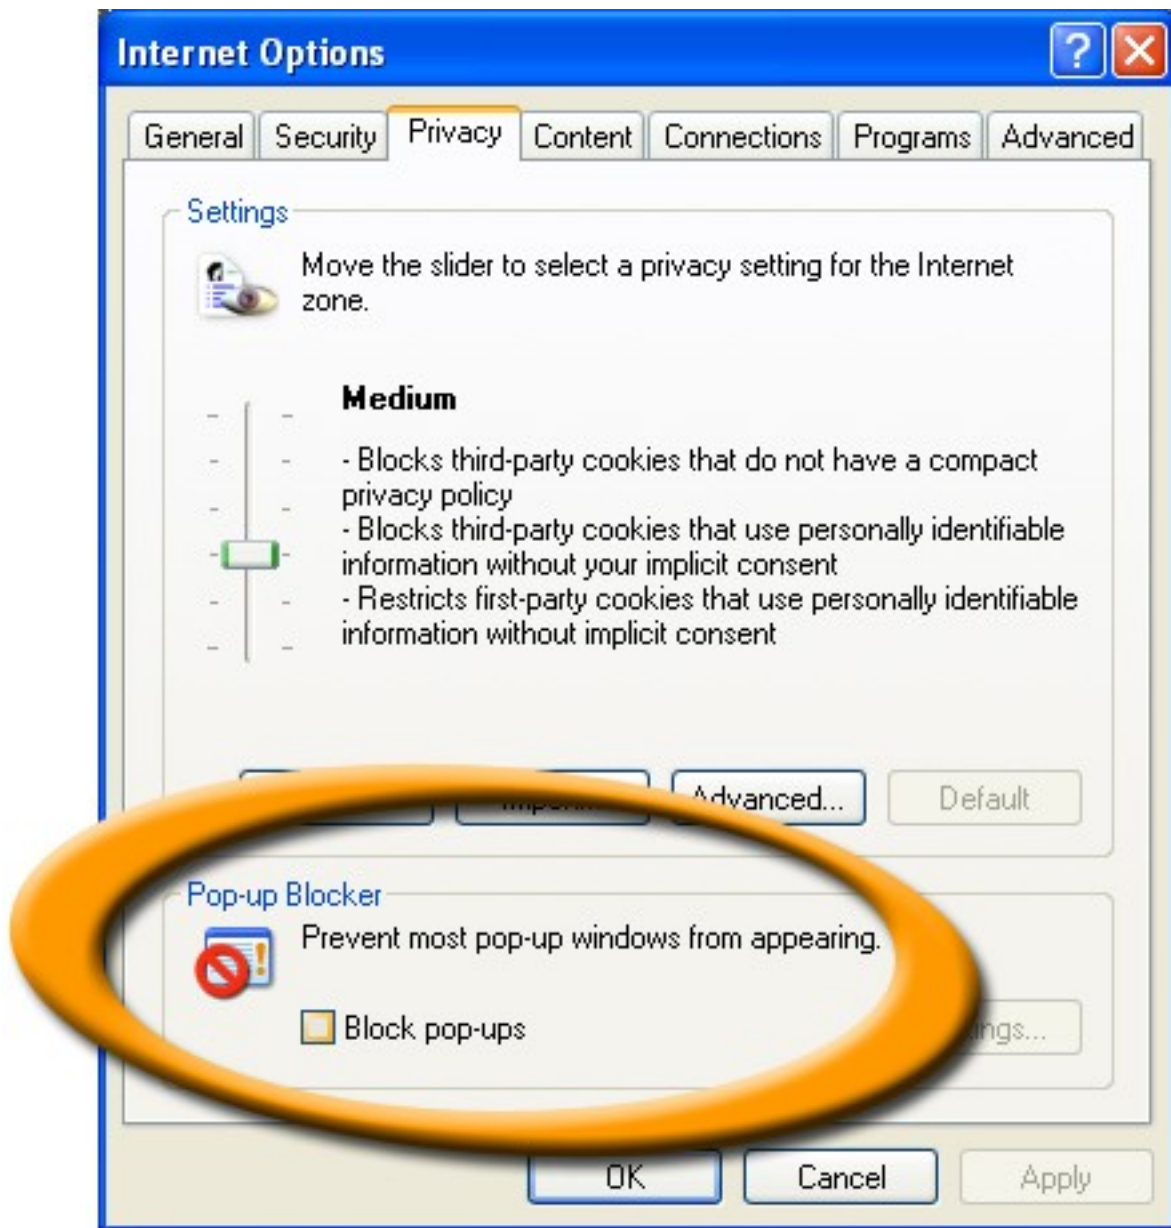 Internet Options
General Security Privacy Content Connections Programs Advanced
Settings
Move the slider to select a privacy setting for the Internet
zone.
Medium
- Blocks third-party cookies that do not have a compact
privacy policy
- Blocks third-party cookies that use personally identifiable
information without your implicit consent
- Restricts first-party cookies that use personally identifiable
information without implicit consent
Advanced... Default
Pop-up Blocker
Prevent most pop-up windows from appearing.
Block pop-ups
OK Cancel Apply